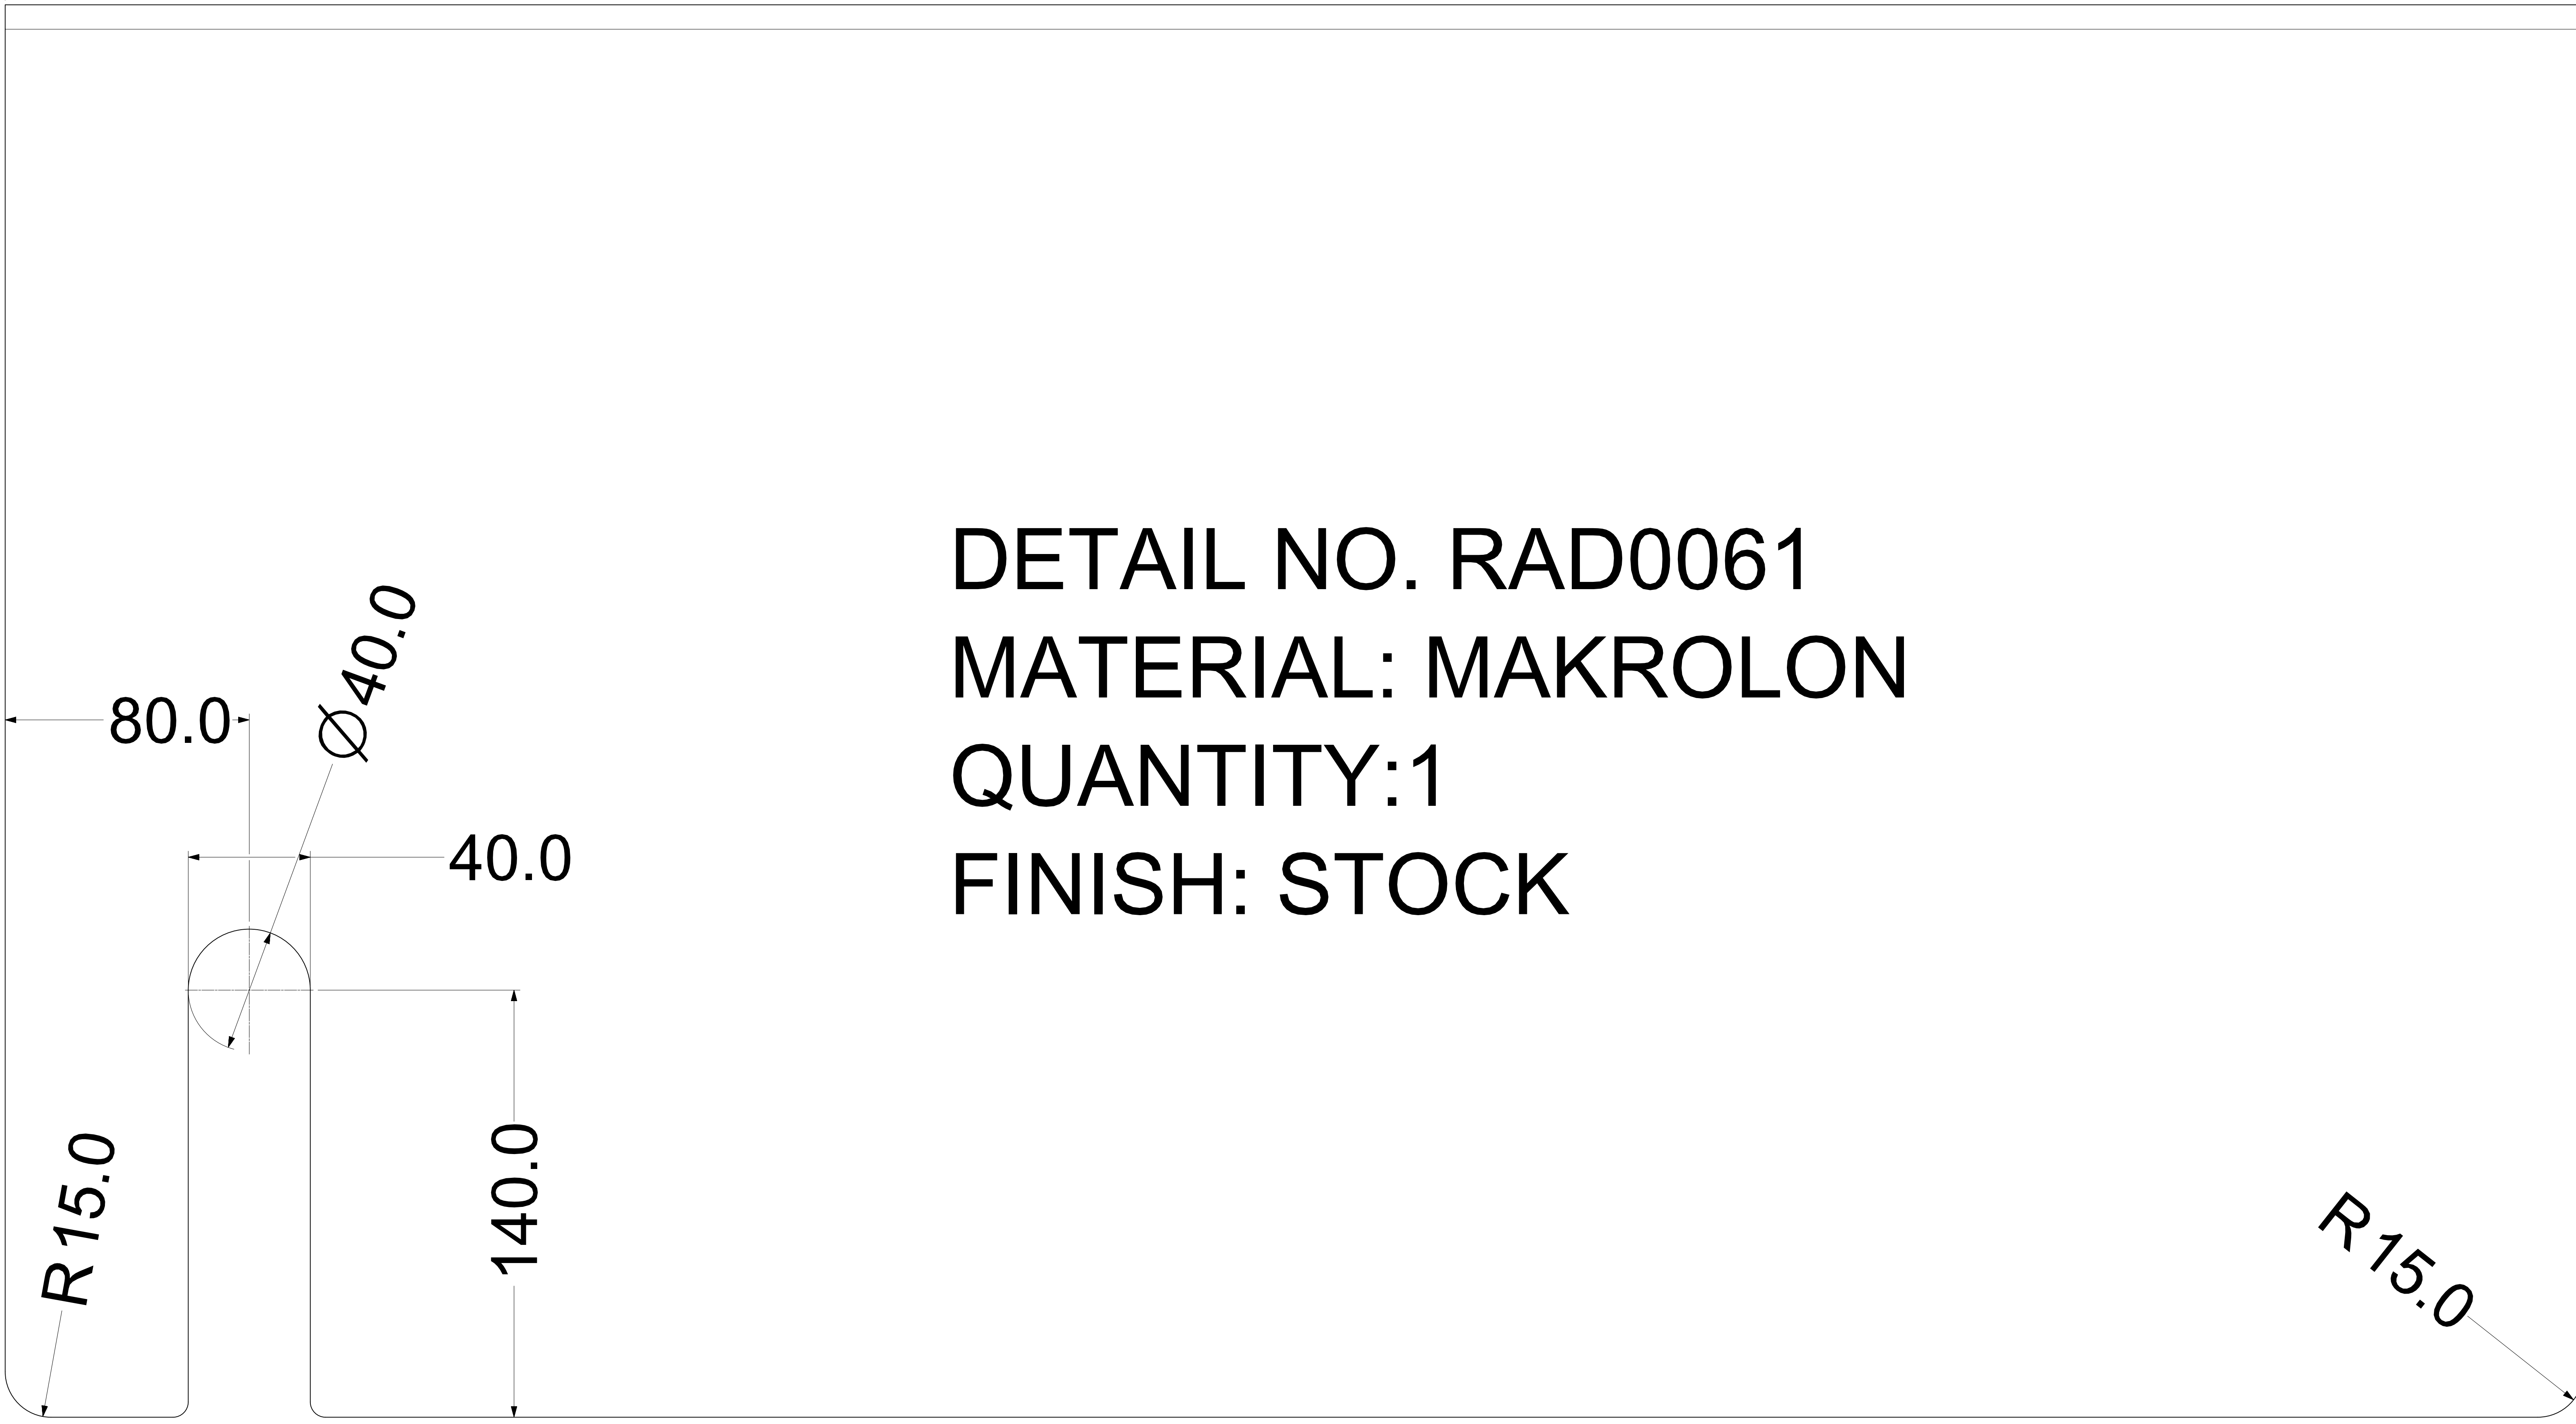 DETAIL NO. RAD0061
MATERIAL: MAKROLON
QUANTITY:1
FINISH: STOCK
⌀40.0
80.0
40.0
140.0
R15.0
R15.0